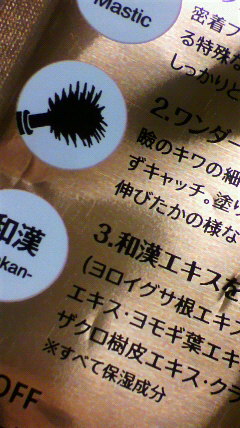 Mastic
密着フ
る特殊な
しっかりと
2.ワンダー
瞼のキワの細
ずキャッチ。塗り
伸びたかの様な
和漢
kan-
3.和漢エキスを
(ヨロイグサ根エキス
エキス・ヨモギ葉エキ
ザクロ樹皮エキス・クラ
※すべて保湿成分
OFF